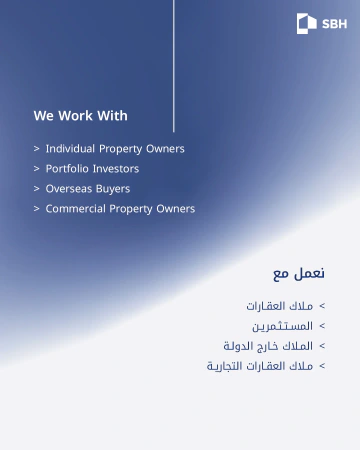 SBH
We Work With
> Individual Property Owners
> Portfolio Investors
> Overseas Buyers
> Commercial Property Owners
نعمل مع
> ملاك العقارات
> المستثمرين
> الملاك خارج الدولة
> ملاك العقارات التجارية